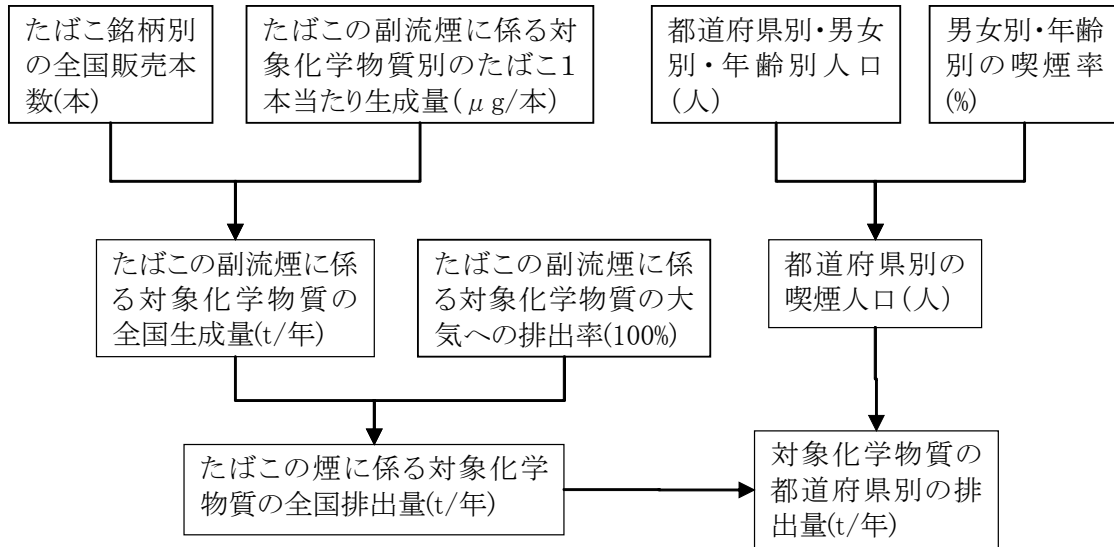 たばこ銘柄別
の全国販売本
数(本)
たばこの副流煙に係る対
象化学物質別のたばこ1
本当たり生成量(μg/本)
都道府県別・男女
別・年齢別人口
(人)
男女別・年齢
別の喫煙率
(%)
たばこの副流煙に係
る対象化学物質の
全国生成量(t/年)
たばこの副流煙に係
る対象化学物質の大
気への排出率(100%)
都道府県別の
喫煙人口(人)
たばこの煙に係る対象化学
物質の全国排出量(t/年)
対象化学物質の
都道府県別の排
出量(t/年)